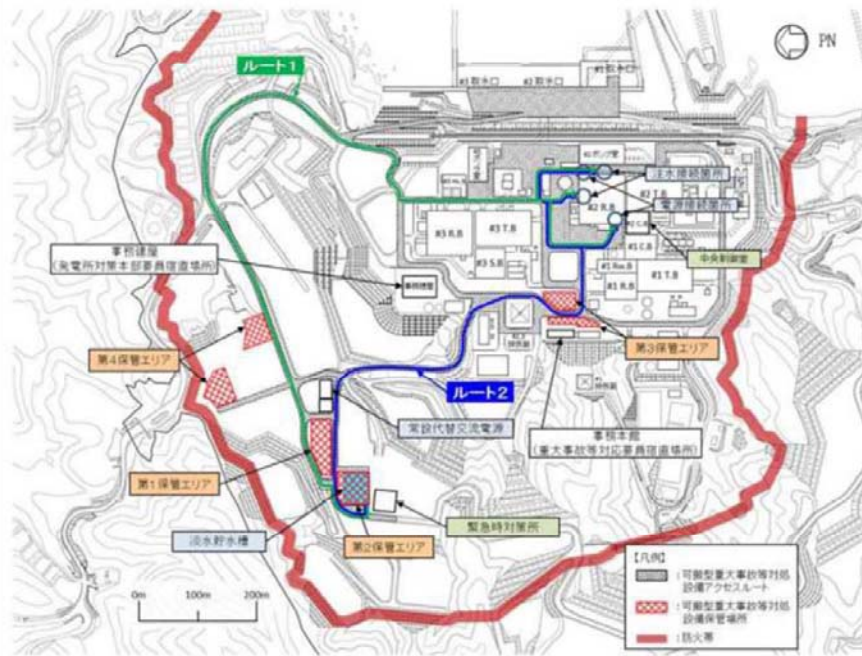 ルート1
PN
#3取水口
#2取水口
#1取水口
注水接続箇所
#2 T.B
#2 R.B
電源接続箇所
#3 R.B
#3 T.B
#2 C.B
事務建屋
(発電所対策本部要員宿直場所)
#3 S.B
#1 C.B
中央制御室
事務建屋
#1 Rw.B
#1 R.B
#1 T.B
第4保管エリア
第3保管エリア
ルート2
常設代替交流電源
事務本館
(重大事故等対応要員宿直場所)
第1保管エリア
淡水貯水槽
第2保管エリア
緊急時対策所
0m
100m
200m
【凡例】
:可搬型重大事故等対処
設備アクセスルート
:可搬型重大事故等対処
設備保管場所
:防火帯